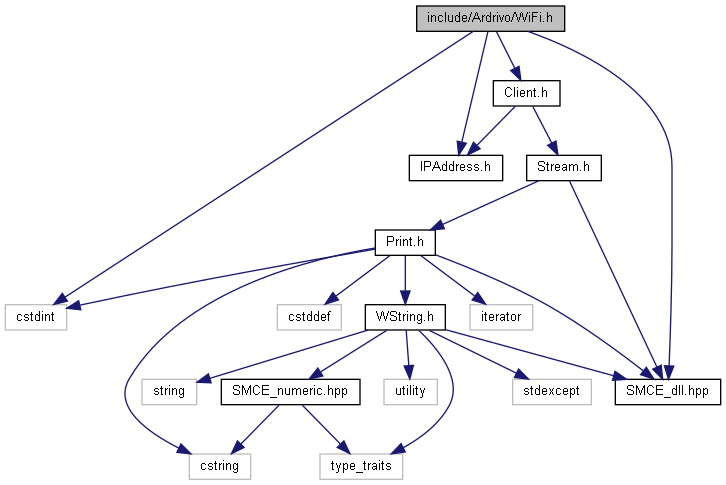 include/Ardrivo/WiFi.h
Client.h
IPAddress.h
Stream.h
Print.h
cstdint
cstddef
WString.h
iterator
string
SMCE_numeric.hpp
utility
stdexcept
SMCE_dll.hpp
cstring
type_traits